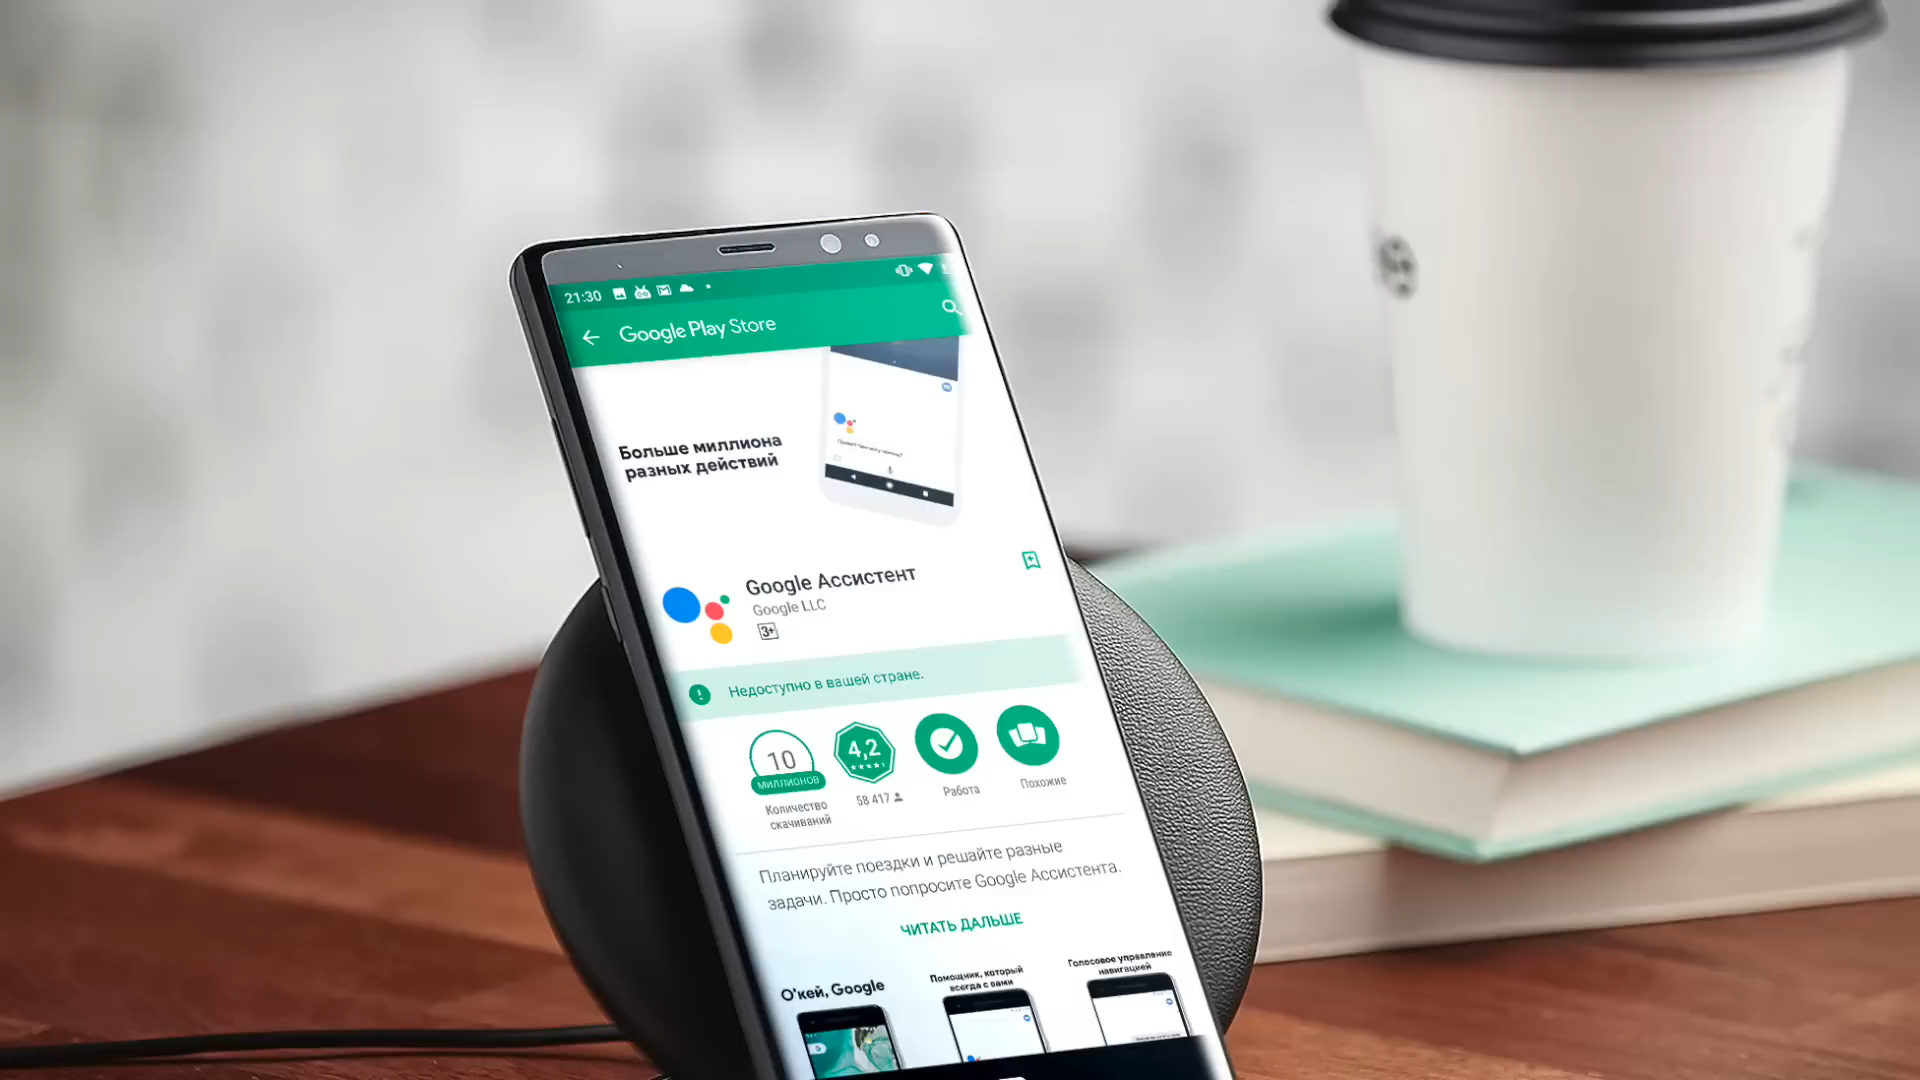 21:30
Google Play Store
Больше миллиона
разных действий
Google Ассистент
Google LLC
3+
Недоступно в вашей стране.
10
миллионов
4,2
Количество
скачиваний
58 417
Работа
Похожие
Планируйте поездки и решайте разные
задачи. Просто попросите Google Ассистента.
ЧИТАТЬ ДАЛЬШЕ
О'кей, Google
Помощник, который
всегда с вами
Голосовое управление
навигацией